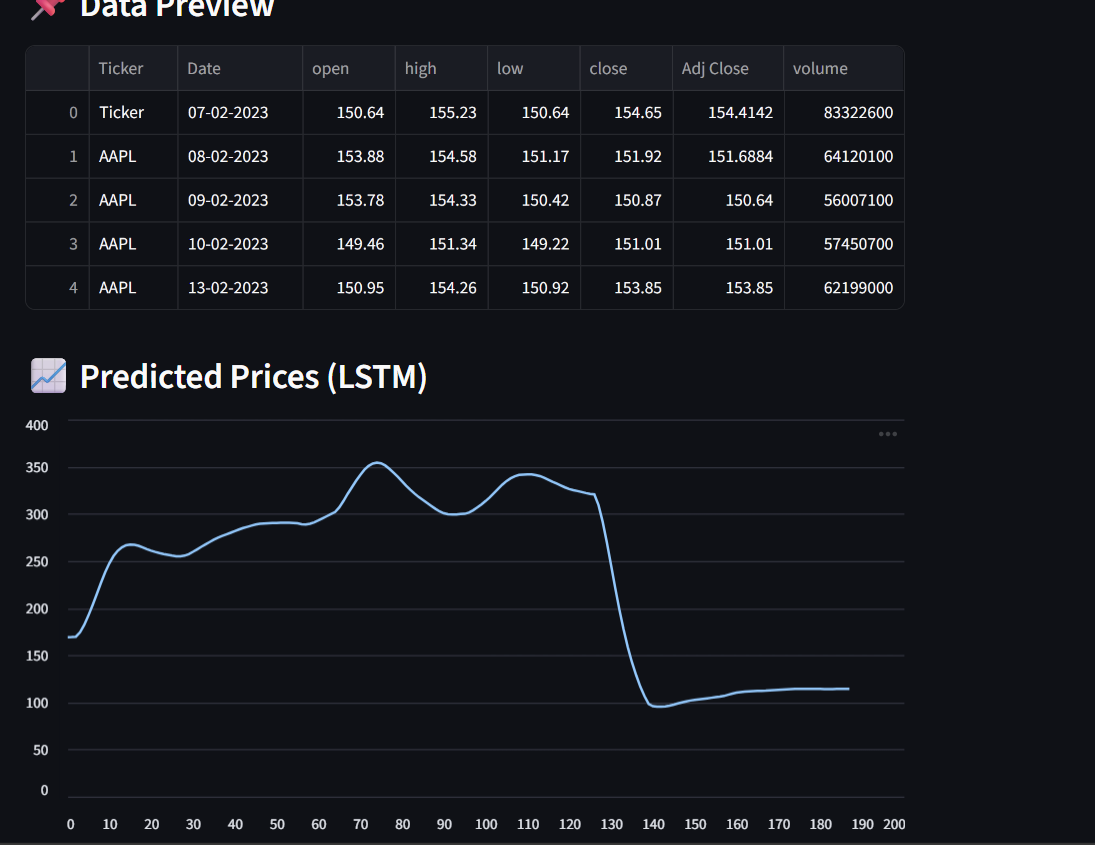 Data Preview
Ticker Date open high low close Adj Close volume
0 Ticker 07-02-2023 150.64 155.23 150.64 154.65 154.4142 83322600
1 AAPL 08-02-2023 153.88 154.58 151.17 151.92 151.6884 64120100
2 AAPL 09-02-2023 153.78 154.33 150.42 150.87 150.64 56007100
3 AAPL 10-02-2023 149.46 151.34 149.22 151.01 151.01 57450700
4 AAPL 13-02-2023 150.95 154.26 150.92 153.85 153.85 62199000
Predicted Prices (LSTM)
400
350
300
250
200
150
100
50
0
0 10 20 30 40 50 60 70 80 90 100 110 120 130 140 150 160 170 180 190 200